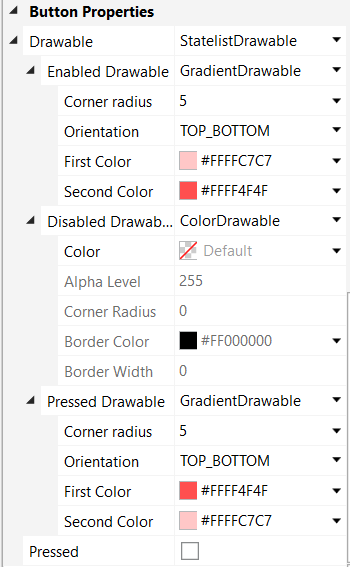 Button Properties
Drawable StatelistDrawable
Enabled Drawable GradientDrawable
Corner radius 5
Orientation TOP_BOTTOM
First Color #FFFFC7C7
Second Color #FFFF4F4F
Disabled Drawab... ColorDrawable
Color Default
Alpha Level 255
Corner Radius 0
Border Color #FF000000
Border Width 0
Pressed Drawable GradientDrawable
Corner radius 5
Orientation TOP_BOTTOM
First Color #FFFF4F4F
Second Color #FFFFC7C7
Pressed